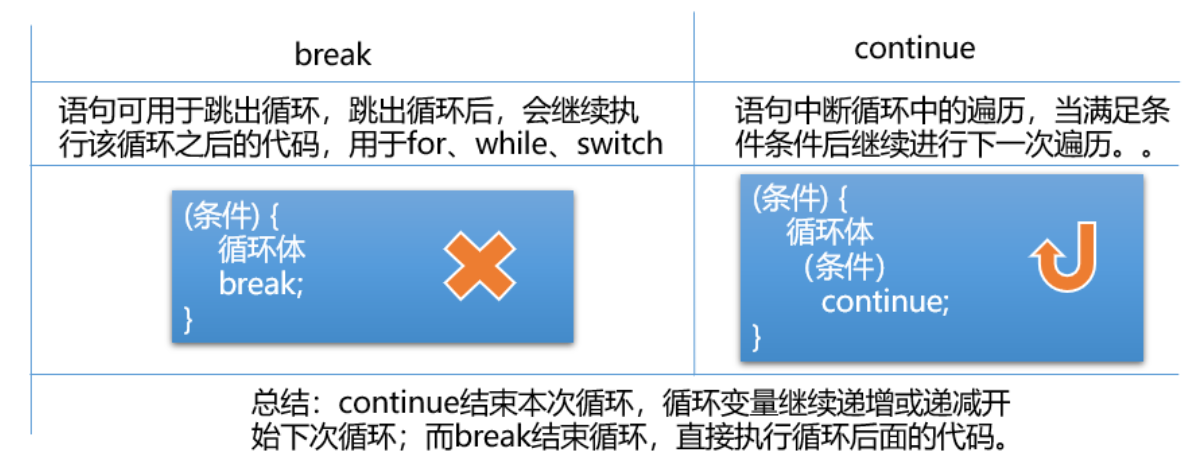 break
continue
语句可用于跳出循环，跳出循环后，会继续执
行该循环之后的代码，用于for、while、switch
语句中断循环中的遍历，当满足条
件条件后继续进行下一次遍历。。
(条件) {
循环体
break;
}
(条件) {
循环体
(条件)
continue;
}
总结：continue结束本次循环，循环变量继续递增或递减开
始下次循环；而break结束循环，直接执行循环后面的代码。